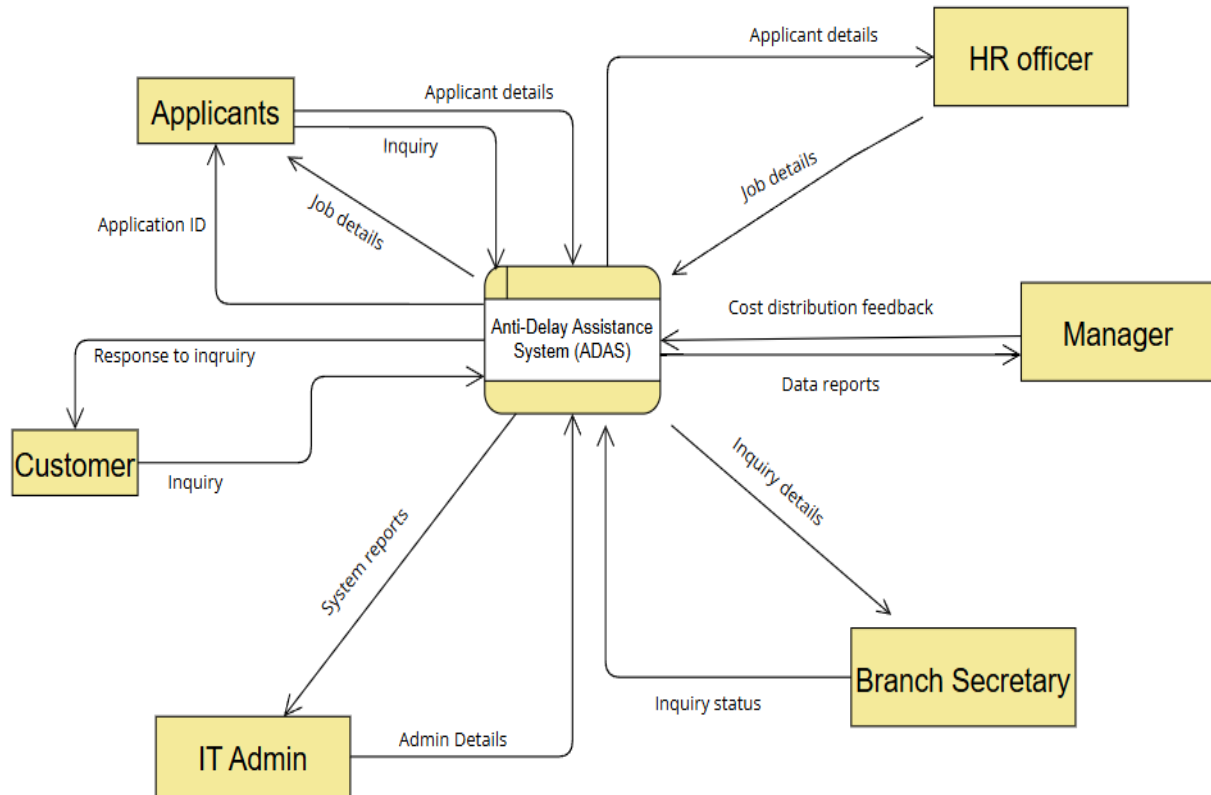 Applicant details
HR officer
Applicants
Applicant details
Inquiry
Job details
Job details
Application ID
Anti-Delay Assistance
System (ADAS)
Cost distribution feedback
Manager
Response to inqruiry
Data reports
Customer
Inquiry
Inquiry details
System reports
Branch Secretary
Inquiry status
Admin Details
IT Admin